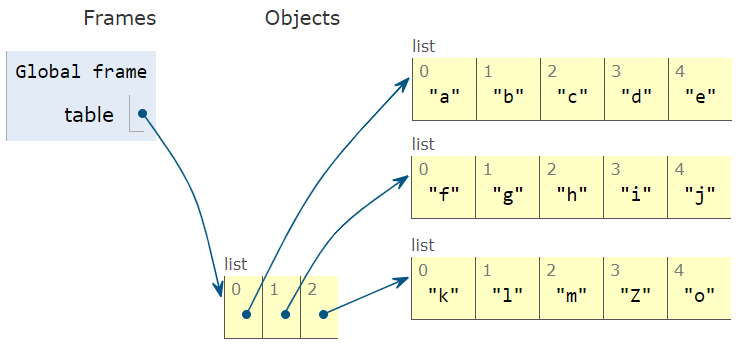 Frames Objects
Global frame
table
list
0 1 2 3 4
"a" "b" "c" "d" "e"
list
0 1 2 3 4
"f" "g" "h" "i" "j"
list
0 1 2
list
0 1 2 3 4
"k" "l" "m" "Z" "o"